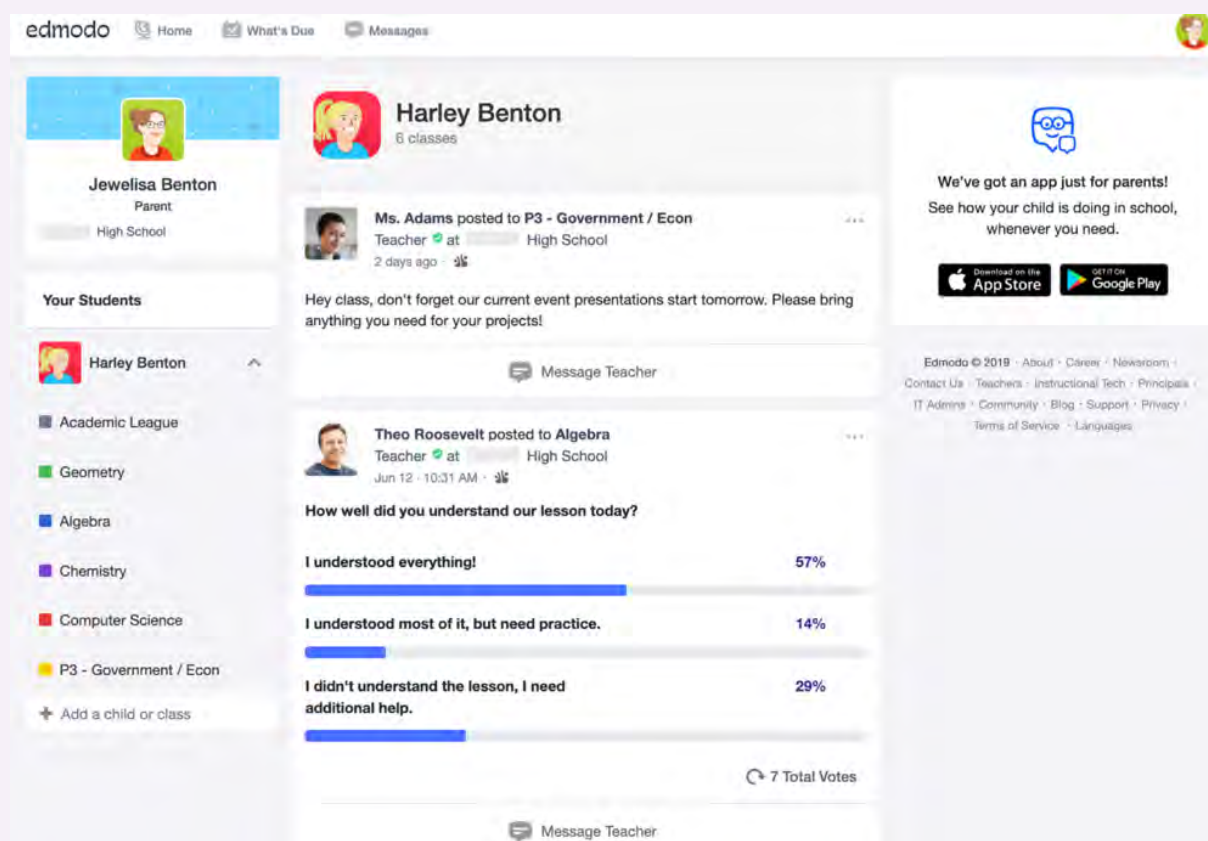 edmodo
Home
What's Due
Messages
Jewelisa Benton
Parent
High School
Your Students
Harley Benton
Academic League
Geometry
Algebra
Chemistry
Computer Science
P3 - Government / Econ
+ Add a child or class
Harley Benton
6 classes
Ms. Adams posted to P3 - Government / Econ
Teacher at High School
2 days ago ·
Hey class, don't forget our current event presentations start tomorrow. Please bring
anything you need for your projects!
Message Teacher
Theo Roosevelt posted to Algebra
Teacher at High School
Jun 12 · 10:31 AM ·
How well did you understand our lesson today?
I understood everything! 57%
I understood most of it, but need practice. 14%
I didn't understand the lesson, I need 29%
additional help.
7 Total Votes
Message Teacher
We've got an app just for parents!
See how your child is doing in school,
whenever you need.
Download on the
App Store
GET IT ON
Google Play
Edmodo © 2019 · About · Career · Newsroom ·
Contact Us · Teachers · Instructional Tech · Principals ·
IT Admins · Community · Blog · Support · Privacy ·
Terms of Service · Languages